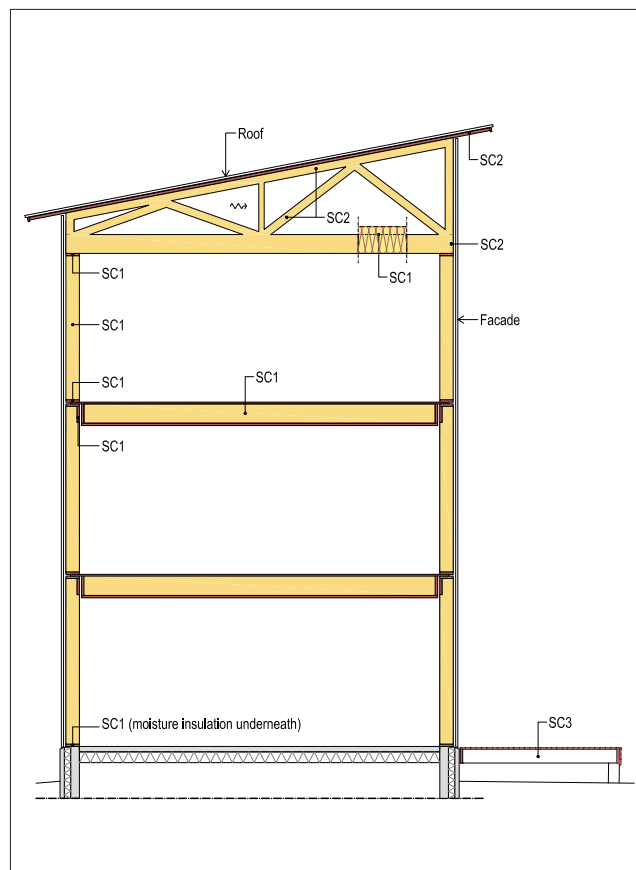 Roof
SC2
SC2
SC2
SC1
SC1
SC1
Facade
SC1
SC1
SC1
SC1 (moisture insulation underneath)
SC3